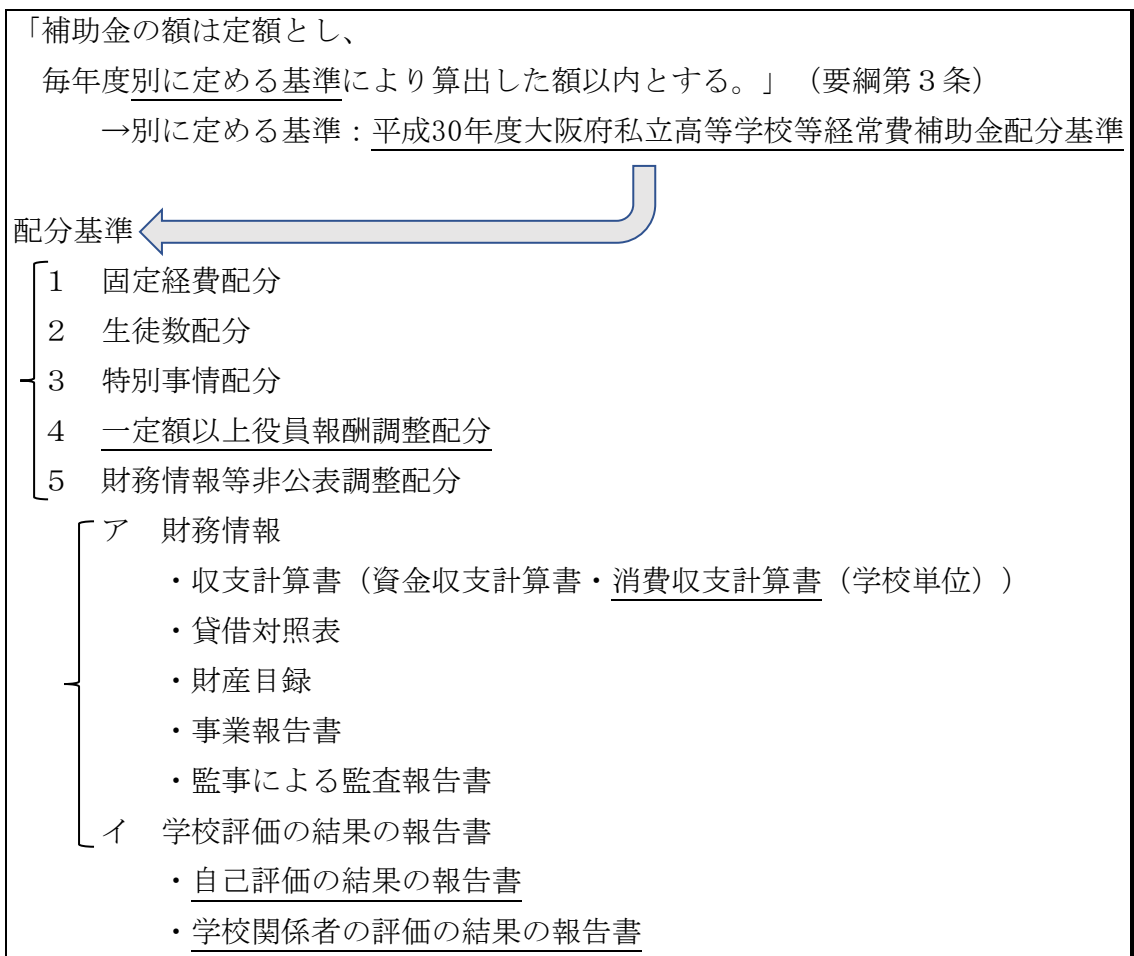 「補助金の額は定額とし、
毎年度別に定める基準により算出した額以内とする。」（要綱第３条）
→別に定める基準：平成30年度大阪府私立高等学校等経常費補助金配分基準
配分基準
１　固定経費配分
２　生徒数配分
３　特別事情配分
４　一定額以上役員報酬調整配分
５　財務情報等非公表調整配分
ア　財務情報
・収支計算書（資金収支計算書・消費収支計算書（学校単位））
・貸借対照表
・財産目録
・事業報告書
・監事による監査報告書
イ　学校評価の結果の報告書
・自己評価の結果の報告書
・学校関係者の評価の結果の報告書